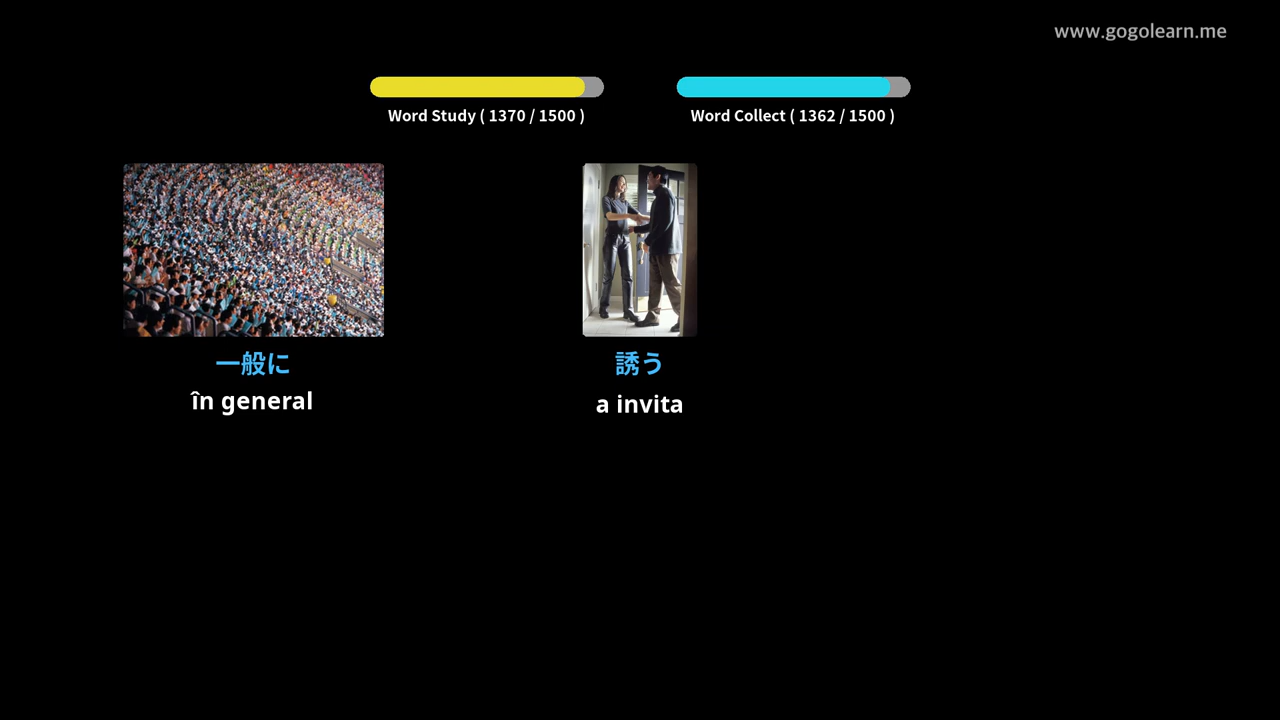 www.gogolearn.me
Word Study ( 1370 / 1500 )
Word Collect ( 1362 / 1500 )
一般に
în general
誘う
a invita